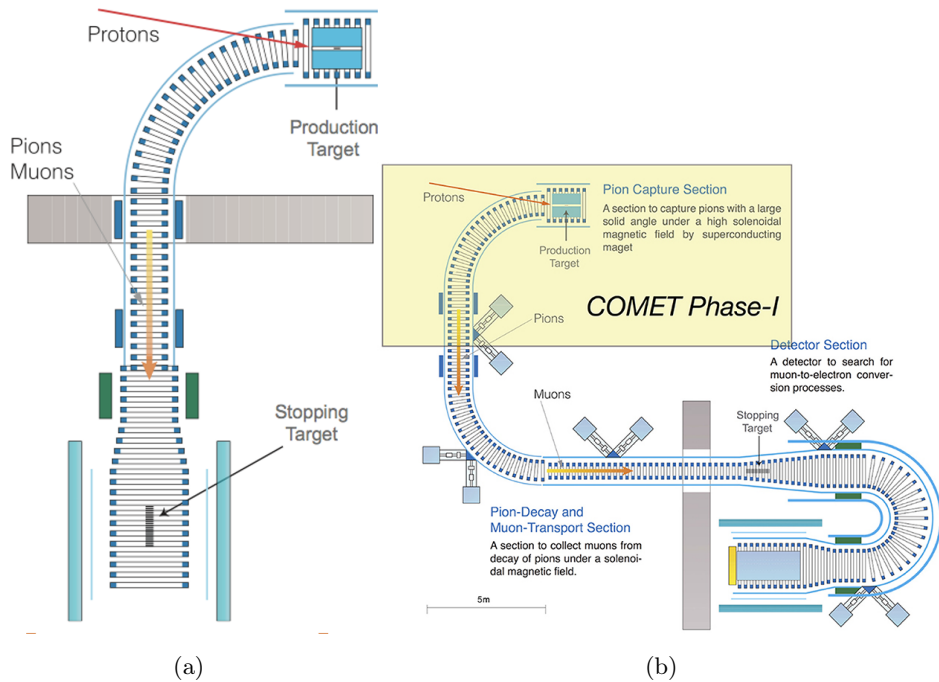 Protons
Production
Target
Pions
Muons
Stopping
Target
(a)
Protons
Pion Capture Section
A section to capture pions with a large
solid angle under a high solenoidal
magnetic field by superconducting
maget
Production
Target
COMET Phase-I
Pions
Detector Section
A detector to search for
muon-to-electron conver-
sion processes.
Muons
Stopping
Target
Pion-Decay and
Muon-Transport Section
A section to collect muons from
decay of pions under a solenoi-
dal magnetic field.
5m
(b)